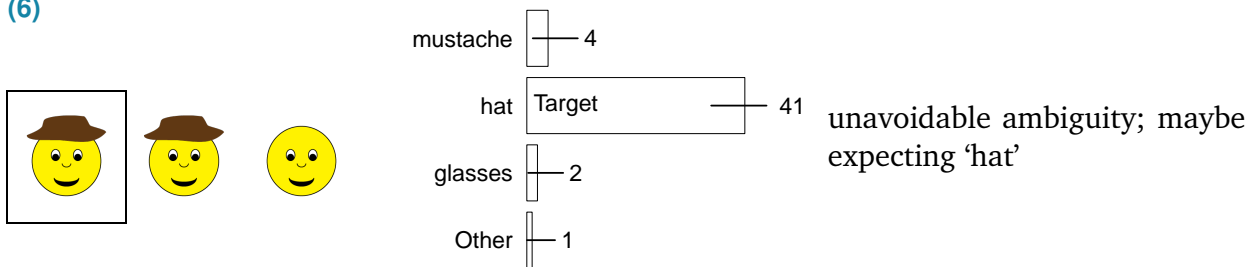 (6)
mustache 4
hat Target 41
glasses 2
Other 1
unavoidable ambiguity; maybe
expecting ‘hat’